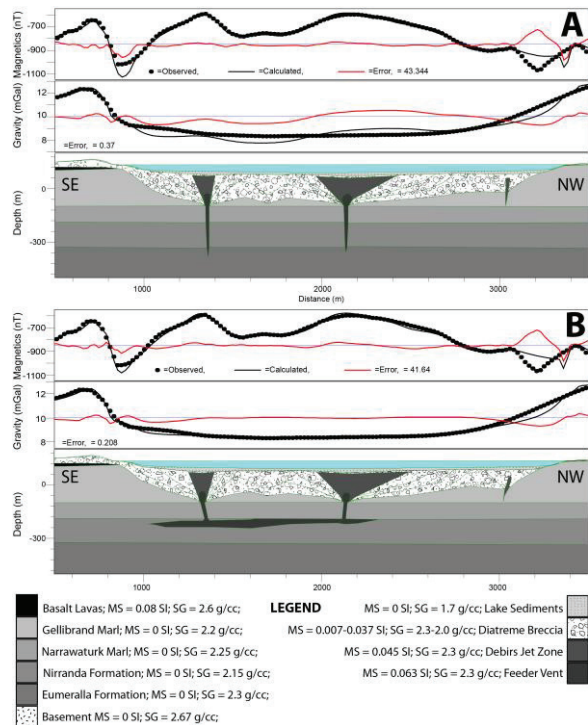 A
Magnetics (nT)
-700
-900
-1100
=Observed, =Calculated, =Error, = 43.344
Gravity (mGal)
12
10
8
=Error, = 0.37
Depth (m)
0
-300
SE
NW
1000 2000 3000
Distance (m)
B
Magnetics (nT)
-700
-900
-1100
=Observed, =Calculated, =Error, = 41.64
Gravity (mGal)
12
10
8
=Error, = 0.208
Depth (m)
0
-300
SE
NW
1000 2000 3000
LEGEND
Basalt Lavas; MS = 0.08 SI; SG = 2.6 g/cc;
Gellibrand Marl; MS = 0 SI; SG = 2.2 g/cc;
Narrawaturk Marl; MS = 0 SI; SG = 2.25 g/cc;
Nirranda Formation; MS = 0 SI; SG = 2.15 g/cc;
Eumeralla Formation; MS = 0 SI; SG = 2.3 g/cc;
Basement MS = 0 SI; SG = 2.67 g/cc;
MS = 0 SI; SG = 1.7 g/cc; Lake Sediments
MS = 0.007-0.037 SI; SG = 2.3-2.0 g/cc; Diatreme Breccia
MS = 0.045 SI; SG = 2.3 g/cc; Debirs Jet Zone
MS = 0.063 SI; SG = 2.3 g/cc; Feeder Vent